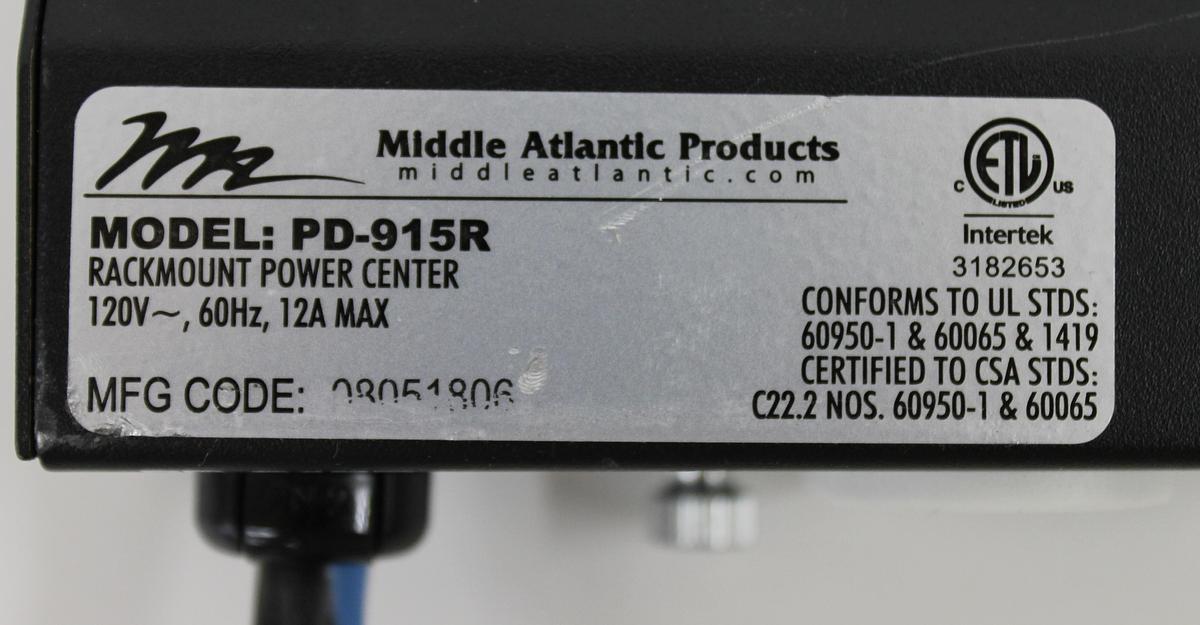 Middle Atlantic Products
middleatlantic.com
MODEL: PD-915R
RACKMOUNT POWER CENTER
120V~, 60Hz, 12A MAX
MFG CODE:
C ETL US
LISTED
Intertek
3182653
CONFORMS TO UL STDS:
60950-1 & 60065 & 1419
CERTIFIED TO CSA STDS:
C22.2 NOS. 60950-1 & 60065